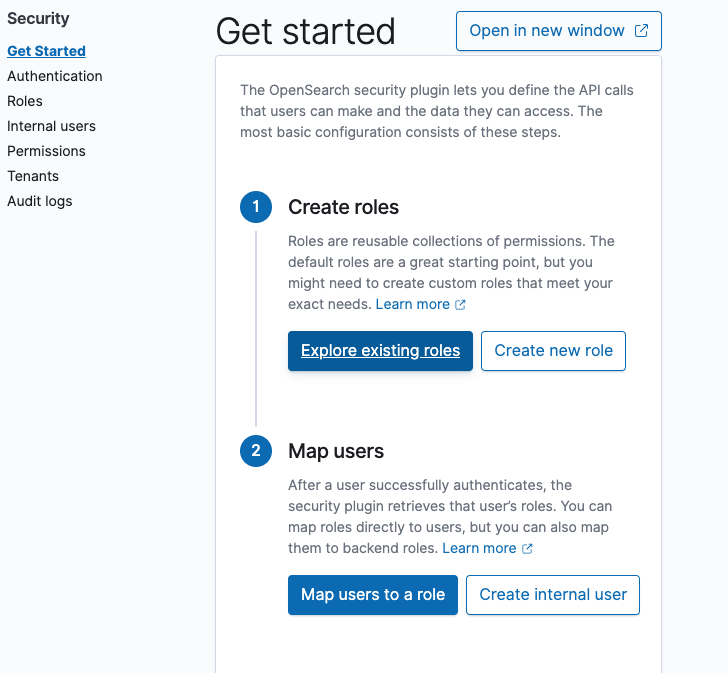 Security
Get Started
Authentication
Roles
Internal users
Permissions
Tenants
Audit logs
Get started
Open in new window
The OpenSearch security plugin lets you define the API calls
that users can make and the data they can access. The
most basic configuration consists of these steps.
1
Create roles
Roles are reusable collections of permissions. The
default roles are a great starting point, but you
might need to create custom roles that meet your
exact needs. Learn more
Explore existing roles
Create new role
2
Map users
After a user successfully authenticates, the
security plugin retrieves that user’s roles. You can
map roles directly to users, but you can also map
them to backend roles. Learn more
Map users to a role
Create internal user